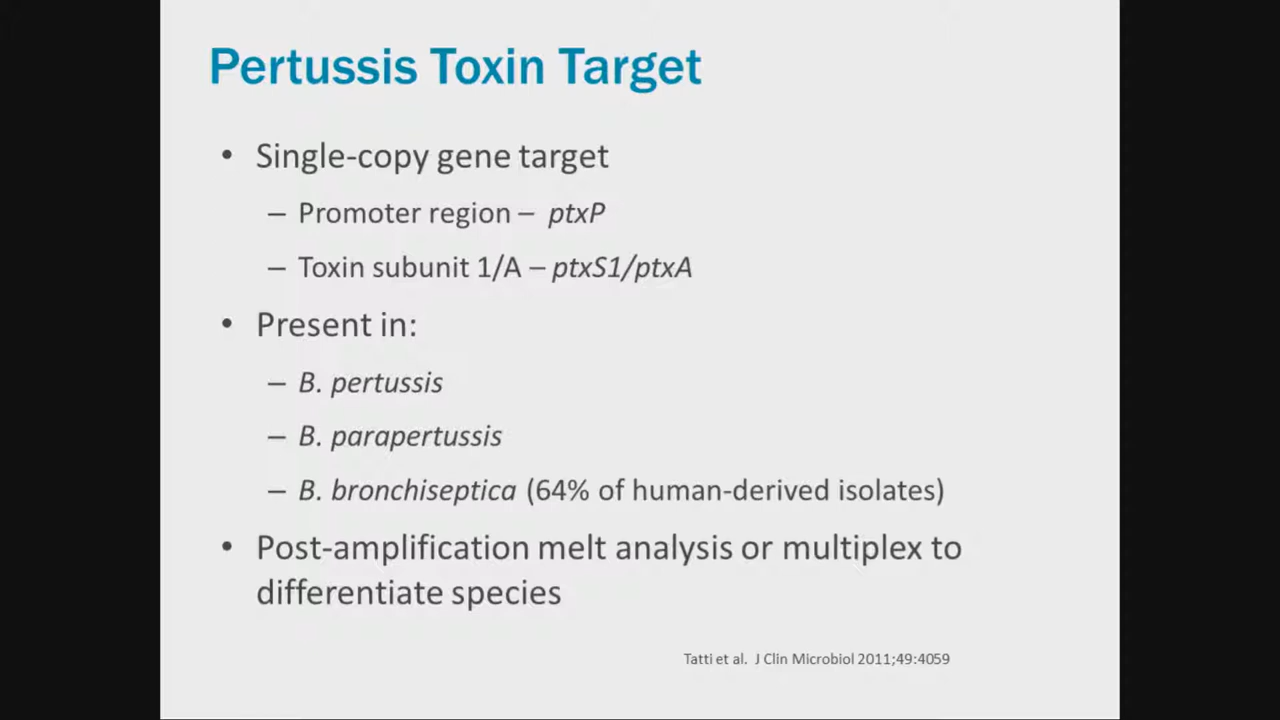 Pertussis Toxin Target
• Single-copy gene target
– Promoter region – ptxP
– Toxin subunit 1/A – ptxS1/ptxA
• Present in:
– B. pertussis
– B. parapertussis
– B. bronchiseptica (64% of human-derived isolates)
• Post-amplification melt analysis or multiplex to
differentiate species
Tatti et al. J Clin Microbiol 2011;49:4059